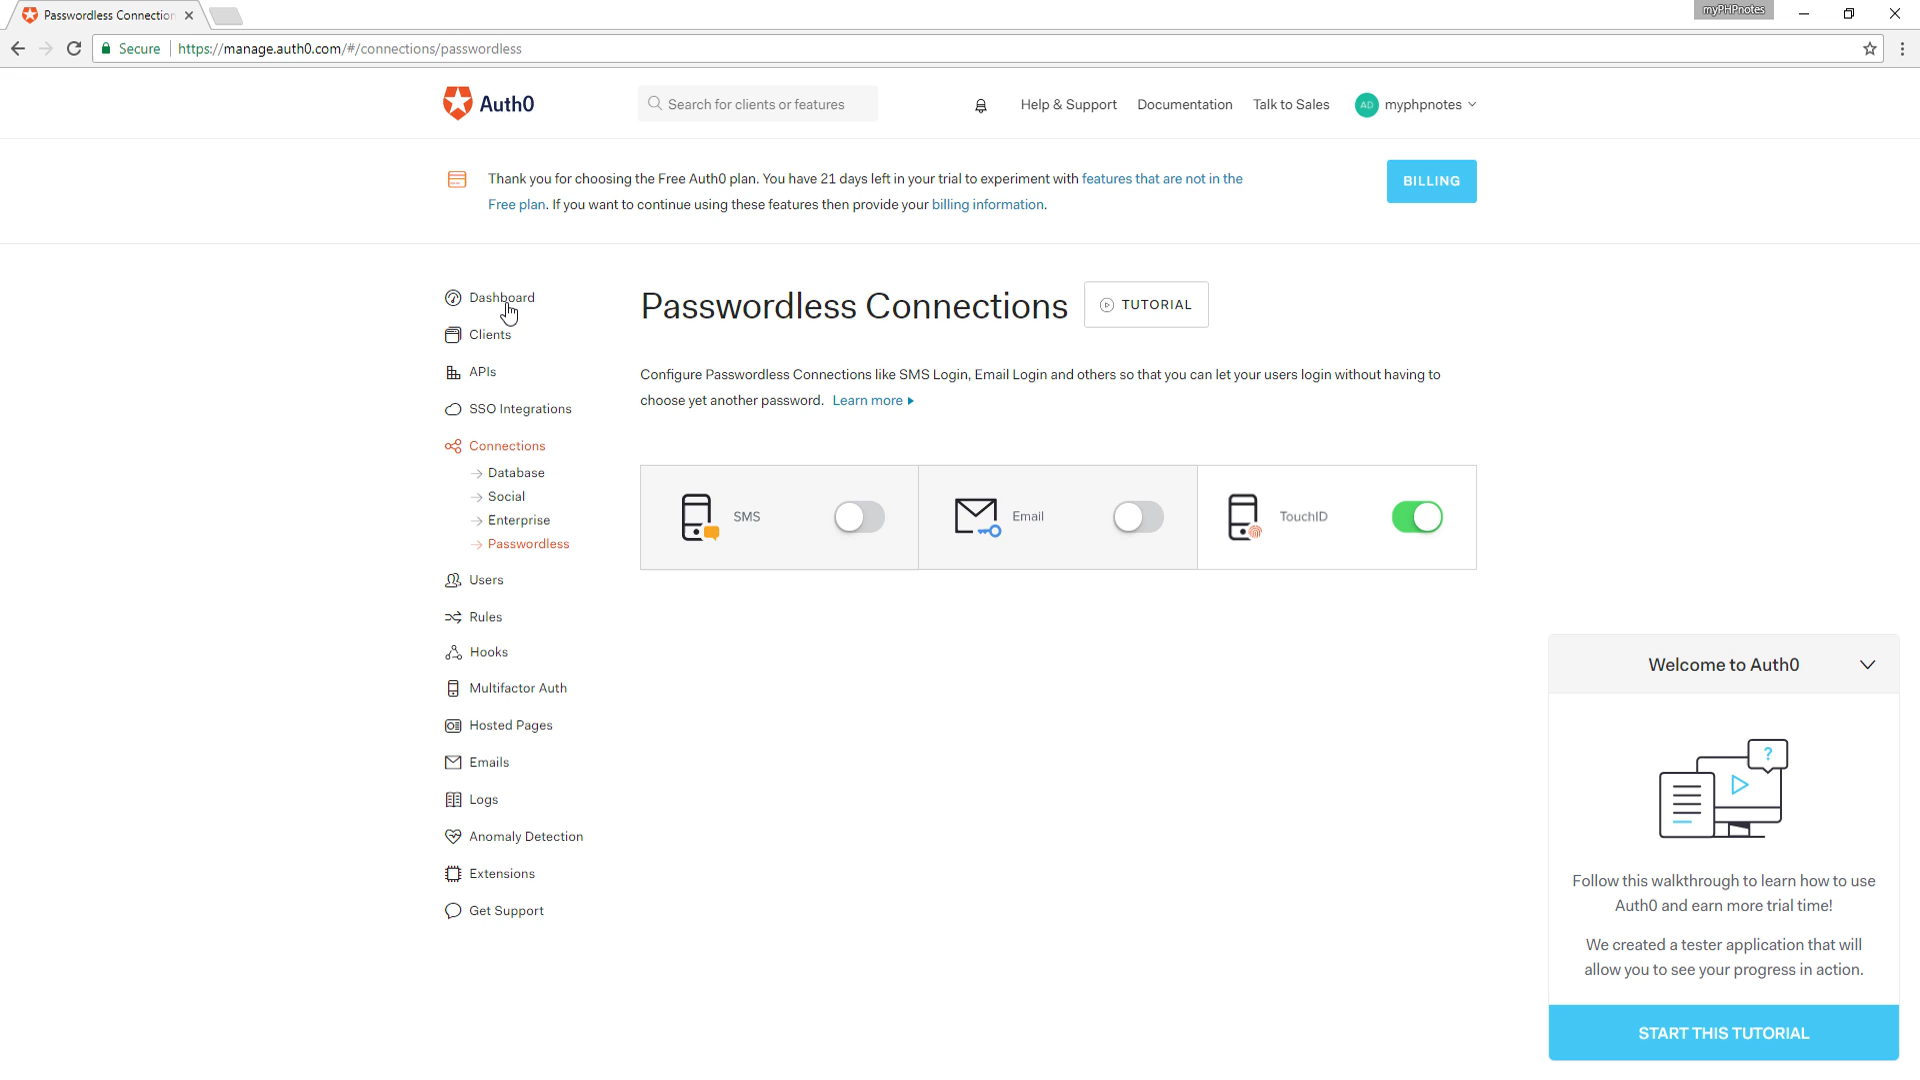 Passwordless Connection
myPHPnotes
Secure
https://manage.auth0.com/#/connections/passwordless
Auth0
Search for clients or features
Help & Support
Documentation
Talk to Sales
AD
myphpnotes
Thank you for choosing the Free Auth0 plan. You have 21 days left in your trial to experiment with features that are not in the
Free plan. If you want to continue using these features then provide your billing information.
BILLING
Dashboard
Clients
APIs
SSO Integrations
Connections
Database
Social
Enterprise
Passwordless
Users
Rules
Hooks
Multifactor Auth
Hosted Pages
Emails
Logs
Anomaly Detection
Extensions
Get Support
Passwordless Connections
TUTORIAL
Configure Passwordless Connections like SMS Login, Email Login and others so that you can let your users login without having to
choose yet another password. Learn more
SMS
Email
TouchID
Welcome to Auth0
?
Follow this walkthrough to learn how to use
Auth0 and earn more trial time!
We created a tester application that will
allow you to see your progress in action.
START THIS TUTORIAL